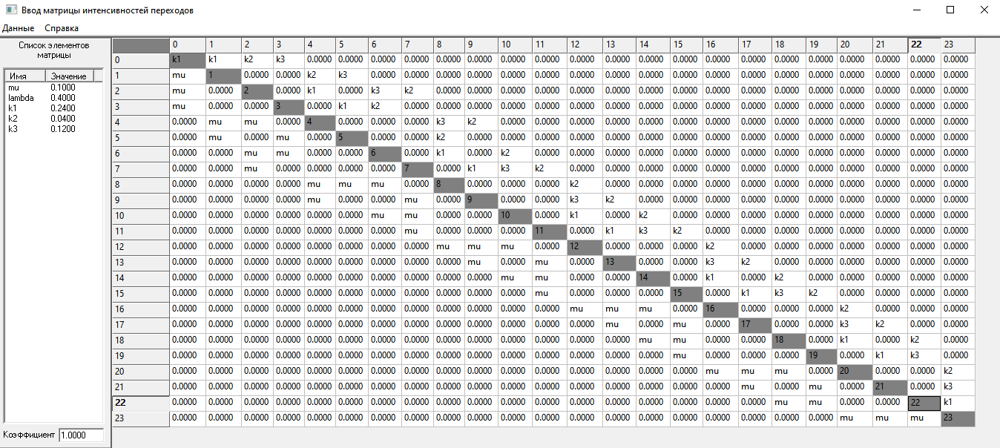 Ввод матрицы интенсивностей переходов
Данные Справка
Список элементов
матрицы
Имя Значение
mu 0.1000
lambda 0.4000
k1 0.2400
k2 0.0400
k3 0.1200
Коэффициент 1.0000
0 1 2 3 4 5 6 7 8 9 10 11 12 13 14 15 16 17 18 19 20 21 22 23
0 k1 k1 k2 k3 0.0000 0.0000 0.0000 0.0000 0.0000 0.0000 0.0000 0.0000 0.0000 0.0000 0.0000 0.0000 0.0000 0.0000 0.0000 0.0000 0.0000 0.0000 0.0000 0.0000
1 mu 1 0.0000 0.0000 k2 k3 0.0000 0.0000 0.0000 0.0000 0.0000 0.0000 0.0000 0.0000 0.0000 0.0000 0.0000 0.0000 0.0000 0.0000 0.0000 0.0000 0.0000 0.0000
2 mu 0.0000 2 0.0000 k1 0.0000 k3 k2 0.0000 0.0000 0.0000 0.0000 0.0000 0.0000 0.0000 0.0000 0.0000 0.0000 0.0000 0.0000 0.0000 0.0000 0.0000 0.0000
3 mu 0.0000 0.0000 3 0.0000 k1 k2 0.0000 0.0000 0.0000 0.0000 0.0000 0.0000 0.0000 0.0000 0.0000 0.0000 0.0000 0.0000 0.0000 0.0000 0.0000 0.0000 0.0000
4 0.0000 mu mu 0.0000 4 0.0000 0.0000 0.0000 k3 k2 0.0000 0.0000 0.0000 0.0000 0.0000 0.0000 0.0000 0.0000 0.0000 0.0000 0.0000 0.0000 0.0000 0.0000
5 0.0000 mu 0.0000 mu 0.0000 5 0.0000 0.0000 k2 0.0000 0.0000 0.0000 0.0000 0.0000 0.0000 0.0000 0.0000 0.0000 0.0000 0.0000 0.0000 0.0000 0.0000 0.0000
6 0.0000 0.0000 mu mu 0.0000 0.0000 6 0.0000 k1 0.0000 k2 0.0000 0.0000 0.0000 0.0000 0.0000 0.0000 0.0000 0.0000 0.0000 0.0000 0.0000 0.0000 0.0000
7 0.0000 0.0000 mu 0.0000 0.0000 0.0000 0.0000 7 0.0000 k1 k3 k2 0.0000 0.0000 0.0000 0.0000 0.0000 0.0000 0.0000 0.0000 0.0000 0.0000 0.0000 0.0000
8 0.0000 0.0000 0.0000 0.0000 mu mu mu 0.0000 8 0.0000 0.0000 0.0000 k2 0.0000 0.0000 0.0000 0.0000 0.0000 0.0000 0.0000 0.0000 0.0000 0.0000 0.0000
9 0.0000 0.0000 0.0000 0.0000 mu 0.0000 0.0000 mu 0.0000 9 0.0000 0.0000 k3 k2 0.0000 0.0000 0.0000 0.0000 0.0000 0.0000 0.0000 0.0000 0.0000 0.0000
10 0.0000 0.0000 0.0000 0.0000 0.0000 0.0000 mu mu 0.0000 0.0000 10 0.0000 k1 0.0000 k2 0.0000 0.0000 0.0000 0.0000 0.0000 0.0000 0.0000 0.0000 0.0000
11 0.0000 0.0000 0.0000 0.0000 0.0000 0.0000 0.0000 mu 0.0000 0.0000 0.0000 11 0.0000 k1 k3 k2 0.0000 0.0000 0.0000 0.0000 0.0000 0.0000 0.0000 0.0000
12 0.0000 0.0000 0.0000 0.0000 0.0000 0.0000 0.0000 0.0000 mu mu mu 0.0000 12 0.0000 0.0000 0.0000 k2 0.0000 0.0000 0.0000 0.0000 0.0000 0.0000 0.0000
13 0.0000 0.0000 0.0000 0.0000 0.0000 0.0000 0.0000 0.0000 0.0000 mu 0.0000 mu 0.0000 13 0.0000 0.0000 k3 k2 0.0000 0.0000 0.0000 0.0000 0.0000 0.0000
14 0.0000 0.0000 0.0000 0.0000 0.0000 0.0000 0.0000 0.0000 0.0000 0.0000 mu mu 0.0000 0.0000 14 0.0000 k1 0.0000 k2 0.0000 0.0000 0.0000 0.0000 0.0000
15 0.0000 0.0000 0.0000 0.0000 0.0000 0.0000 0.0000 0.0000 0.0000 0.0000 0.0000 mu 0.0000 0.0000 0.0000 15 0.0000 k1 k3 k2 0.0000 0.0000 0.0000 0.0000
16 0.0000 0.0000 0.0000 0.0000 0.0000 0.0000 0.0000 0.0000 0.0000 0.0000 0.0000 0.0000 mu mu mu 0.0000 16 0.0000 0.0000 0.0000 k2 0.0000 0.0000 0.0000
17 0.0000 0.0000 0.0000 0.0000 0.0000 0.0000 0.0000 0.0000 0.0000 0.0000 0.0000 0.0000 0.0000 mu 0.0000 mu 0.0000 17 0.0000 0.0000 k3 k2 0.0000 0.0000
18 0.0000 0.0000 0.0000 0.0000 0.0000 0.0000 0.0000 0.0000 0.0000 0.0000 0.0000 0.0000 0.0000 0.0000 mu mu 0.0000 0.0000 18 0.0000 k1 0.0000 k2 0.0000
19 0.0000 0.0000 0.0000 0.0000 0.0000 0.0000 0.0000 0.0000 0.0000 0.0000 0.0000 0.0000 0.0000 0.0000 0.0000 mu 0.0000 0.0000 0.0000 19 0.0000 k1 k3 0.0000
20 0.0000 0.0000 0.0000 0.0000 0.0000 0.0000 0.0000 0.0000 0.0000 0.0000 0.0000 0.0000 0.0000 0.0000 0.0000 0.0000 mu mu mu 0.0000 20 0.0000 0.0000 k2
21 0.0000 0.0000 0.0000 0.0000 0.0000 0.0000 0.0000 0.0000 0.0000 0.0000 0.0000 0.0000 0.0000 0.0000 0.0000 0.0000 0.0000 mu 0.0000 mu 0.0000 21 0.0000 k3
22 0.0000 0.0000 0.0000 0.0000 0.0000 0.0000 0.0000 0.0000 0.0000 0.0000 0.0000 0.0000 0.0000 0.0000 0.0000 0.0000 0.0000 0.0000 mu mu 0.0000 0.0000 22 k1
23 0.0000 0.0000 0.0000 0.0000 0.0000 0.0000 0.0000 0.0000 0.0000 0.0000 0.0000 0.0000 0.0000 0.0000 0.0000 0.0000 0.0000 0.0000 0.0000 0.0000 mu mu mu 23